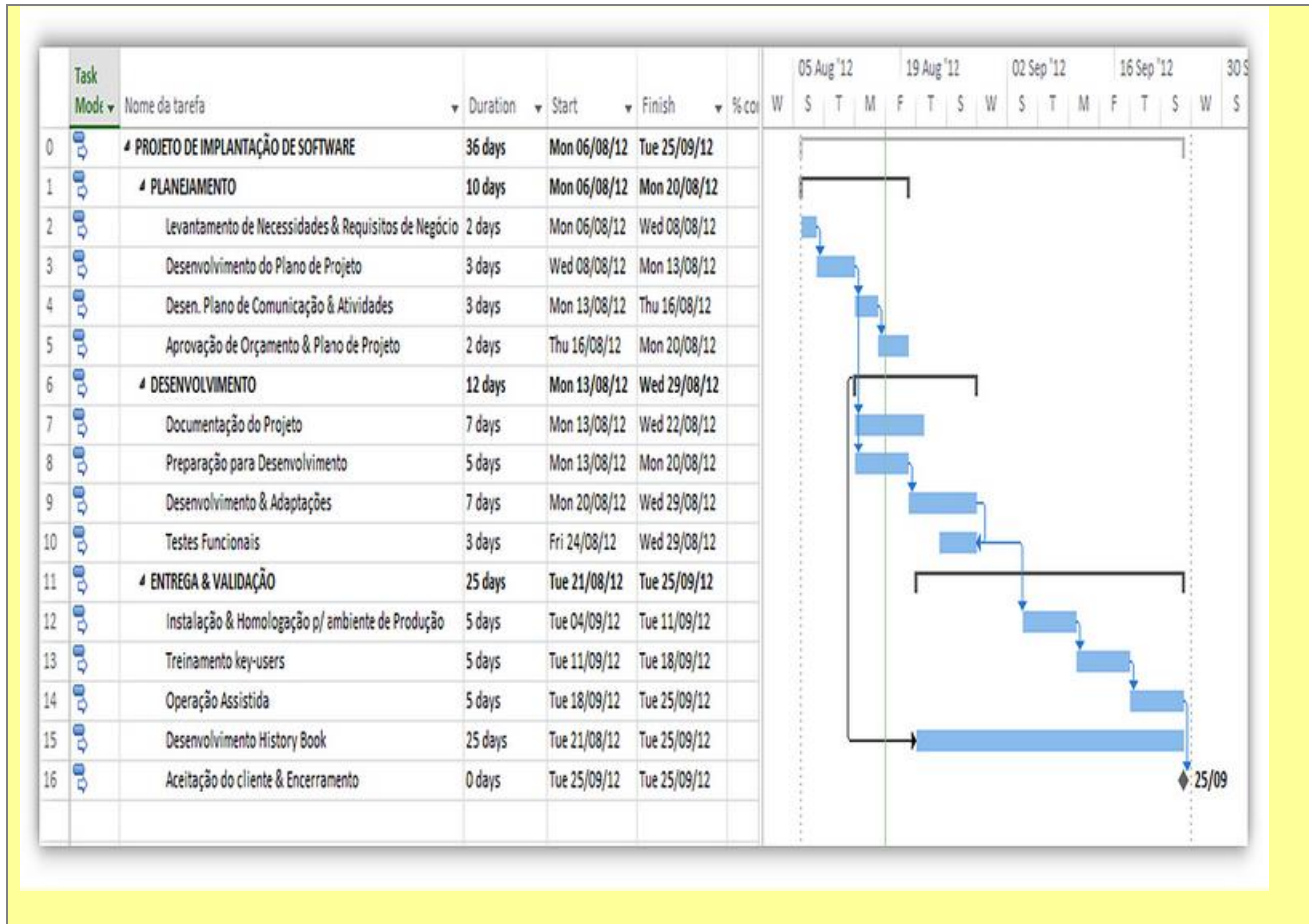 Task
Mode Nome da tarefa Duration Start Finish % co 05 Aug '12 19 Aug '12 02 Sep '12 16 Sep '12 30 S
W S T M F T S W S T M F T S W S
0 PROJETO DE IMPLANTAÇÃO DE SOFTWARE 36 days Mon 06/08/12 Tue 25/09/12
1 PLANEJAMENTO 10 days Mon 06/08/12 Mon 20/08/12
2 Levantamento de Necessidades & Requisitos de Negócio 2 days Mon 06/08/12 Wed 08/08/12
3 Desenvolvimento do Plano de Projeto 3 days Wed 08/08/12 Mon 13/08/12
4 Desen. Plano de Comunicação & Atividades 3 days Mon 13/08/12 Thu 16/08/12
5 Aprovação de Orçamento & Plano de Projeto 2 days Thu 16/08/12 Mon 20/08/12
6 DESENVOLVIMENTO 12 days Mon 13/08/12 Wed 29/08/12
7 Documentação do Projeto 7 days Mon 13/08/12 Wed 22/08/12
8 Preparação para Desenvolvimento 5 days Mon 13/08/12 Mon 20/08/12
9 Desenvolvimento & Adaptações 7 days Mon 20/08/12 Wed 29/08/12
10 Testes Funcionais 3 days Fri 24/08/12 Wed 29/08/12
11 ENTREGA & VALIDAÇÃO 25 days Tue 21/08/12 Tue 25/09/12
12 Instalação & Homologação p/ ambiente de Produção 5 days Tue 04/09/12 Tue 11/09/12
13 Treinamento key-users 5 days Tue 11/09/12 Tue 18/09/12
14 Operação Assistida 5 days Tue 18/09/12 Tue 25/09/12
15 Desenvolvimento History Book 25 days Tue 21/08/12 Tue 25/09/12
16 Aceitação do cliente & Encerramento 0 days Tue 25/09/12 Tue 25/09/12 25/09